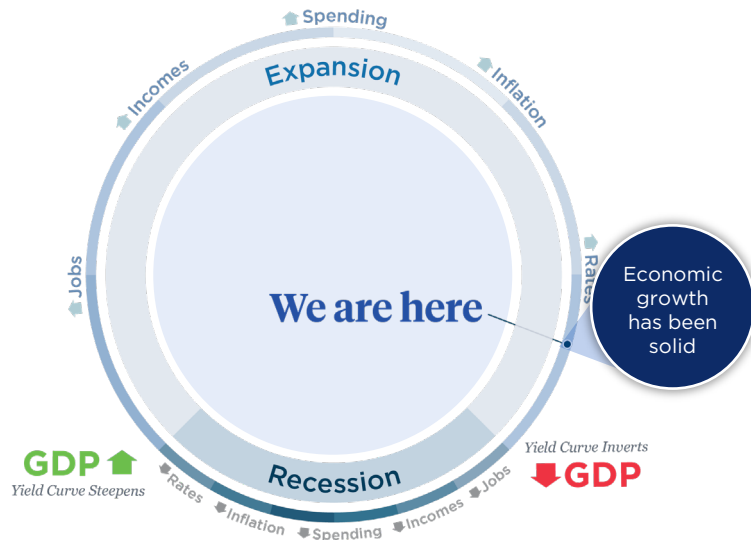 Spending
Incomes
Expansion
Inflation
Jobs
Rates
Economic
growth
has been
solid
We are here
GDP
Yield Curve Steepens
Yield Curve Inverts
GDP
Recession
Rates
Inflation
Spending
Incomes
Jobs